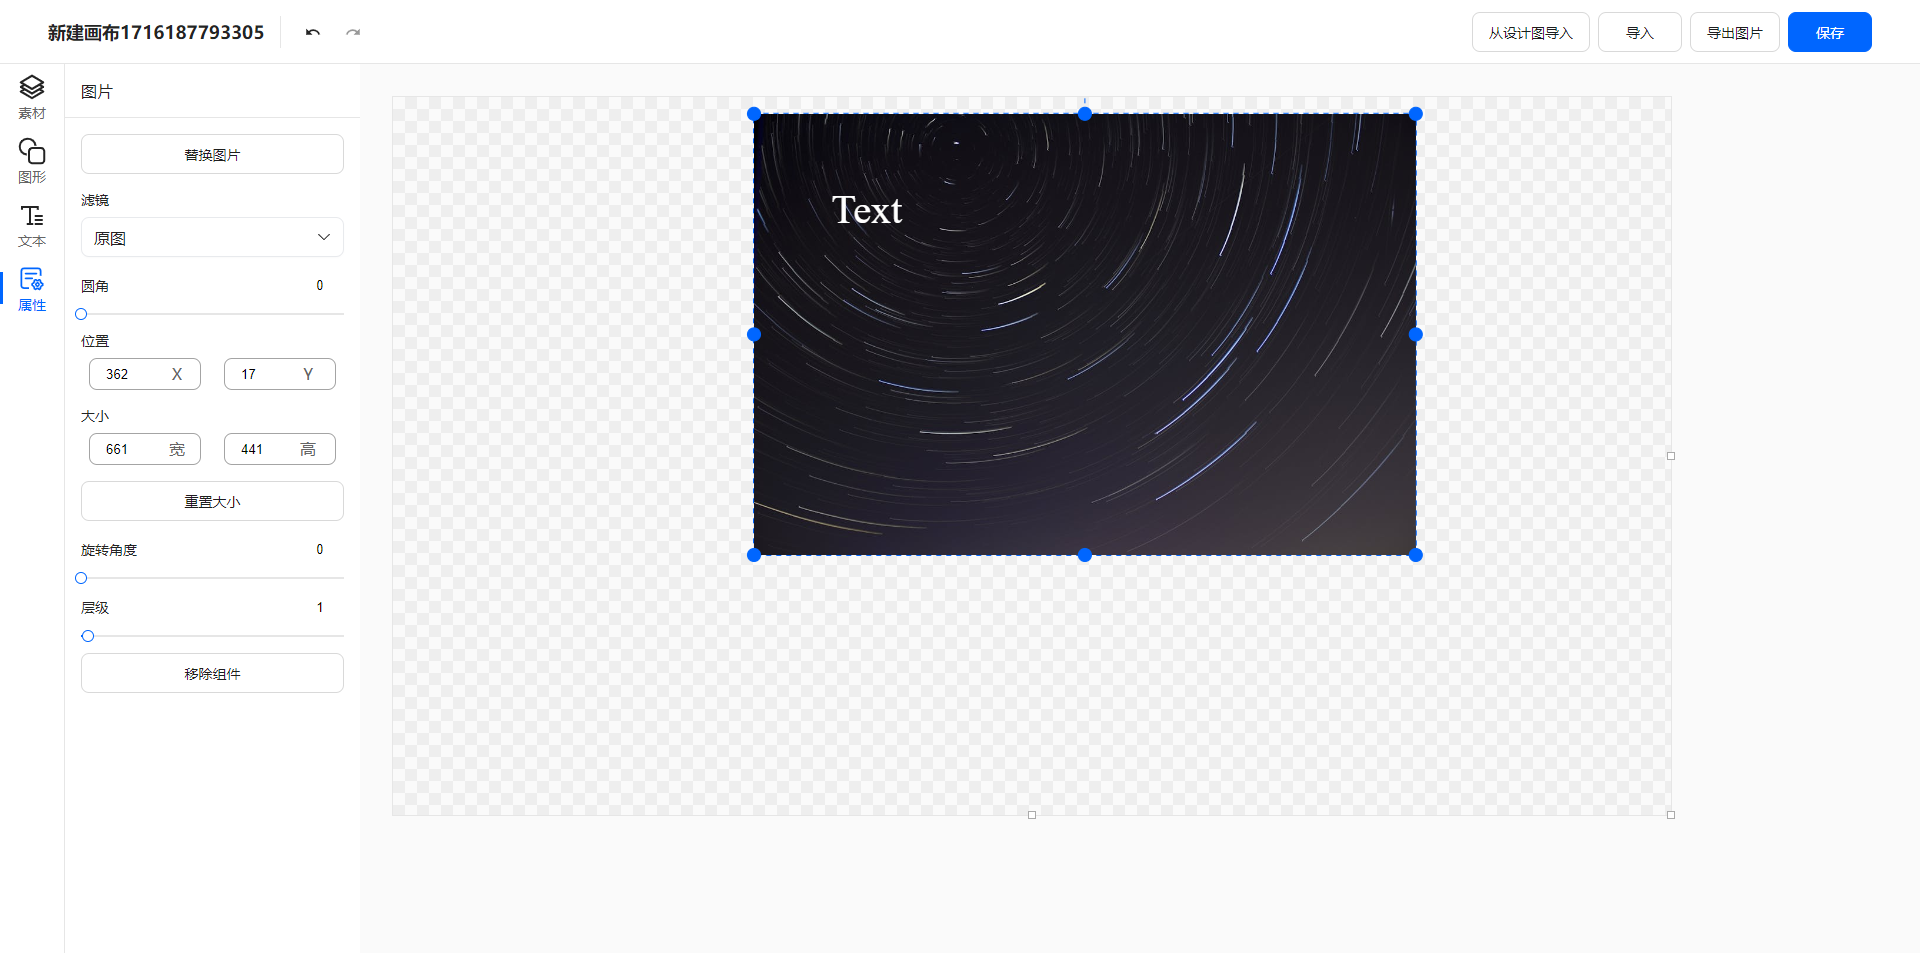 新建画布1716187793305
从设计图导入
导入
导出图片
保存
素材
图形
文本
属性
图片
替换图片
滤镜
原图
圆角 0
位置
362 X 17 Y
大小
661 宽 441 高
重置大小
旋转角度 0
层级 1
移除组件
Text